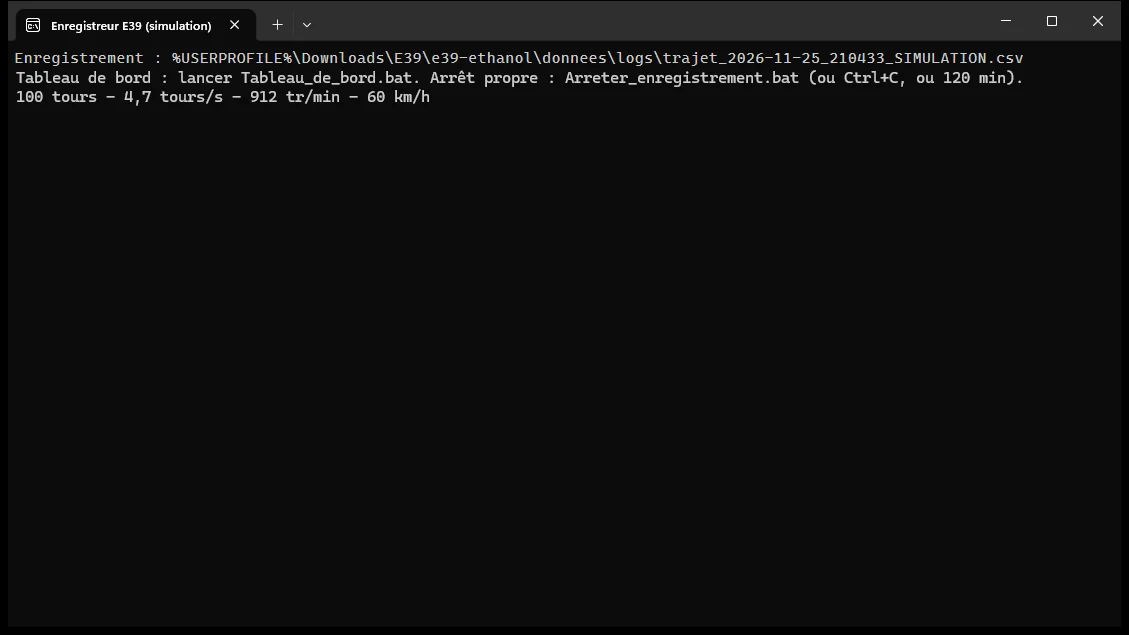 Enregistreur E39 (simulation)
Enregistrement : %USERPROFILE%\Downloads\E39\e39-ethanol\donnees\logs\trajet_2026-11-25_210433_SIMULATION.csv
Tableau de bord : lancer Tableau_de_bord.bat. Arrêt propre : Arreter_enregistrement.bat (ou Ctrl+C, ou 120 min).
100 tours – 4,7 tours/s – 912 tr/min – 60 km/h